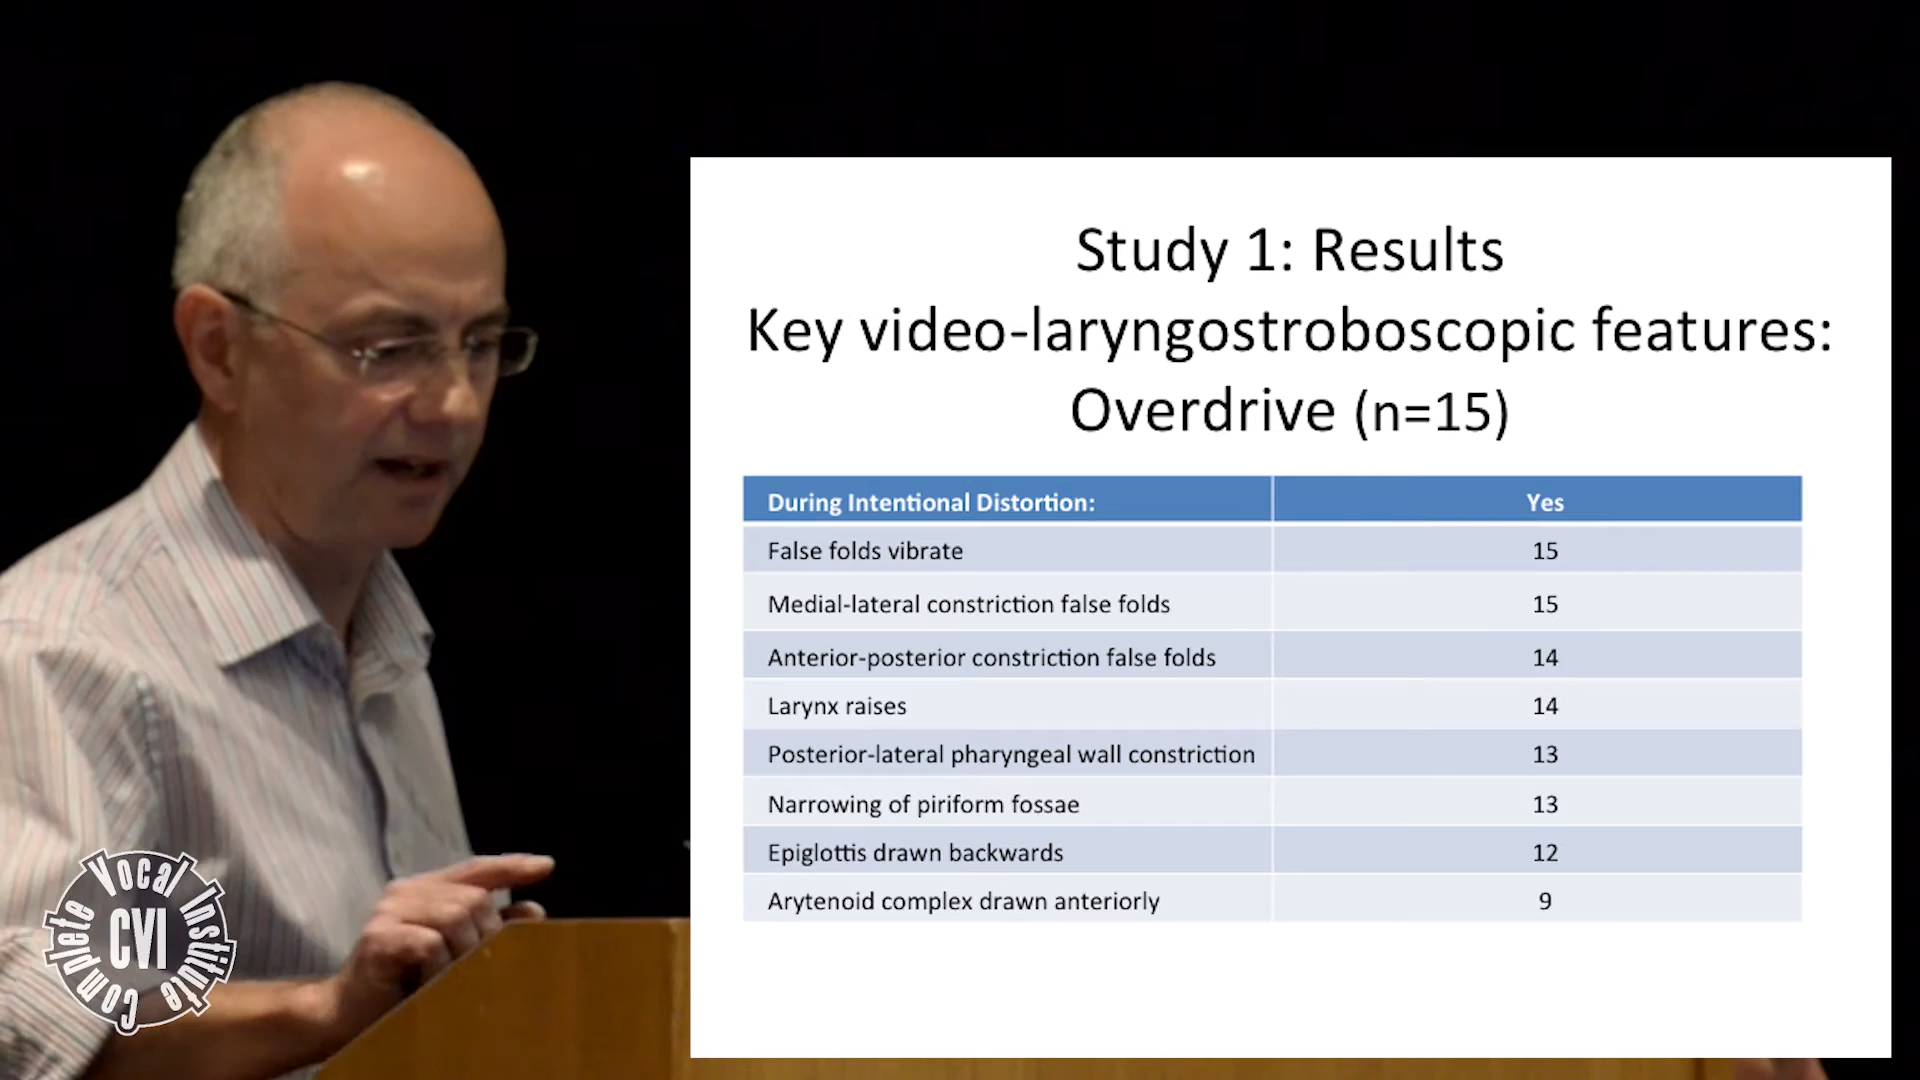 Study 1: Results
Key video-laryngostroboscopic features:
Overdrive (n=15)
During Intentional Distortion: Yes
False folds vibrate 15
Medial-lateral constriction false folds 15
Anterior-posterior constriction false folds 14
Larynx raises 14
Posterior-lateral pharyngeal wall constriction 13
Narrowing of piriform fossae 13
Epiglottis drawn backwards 12
Arytenoid complex drawn anteriorly 9
Complete Vocal Institute
CVI